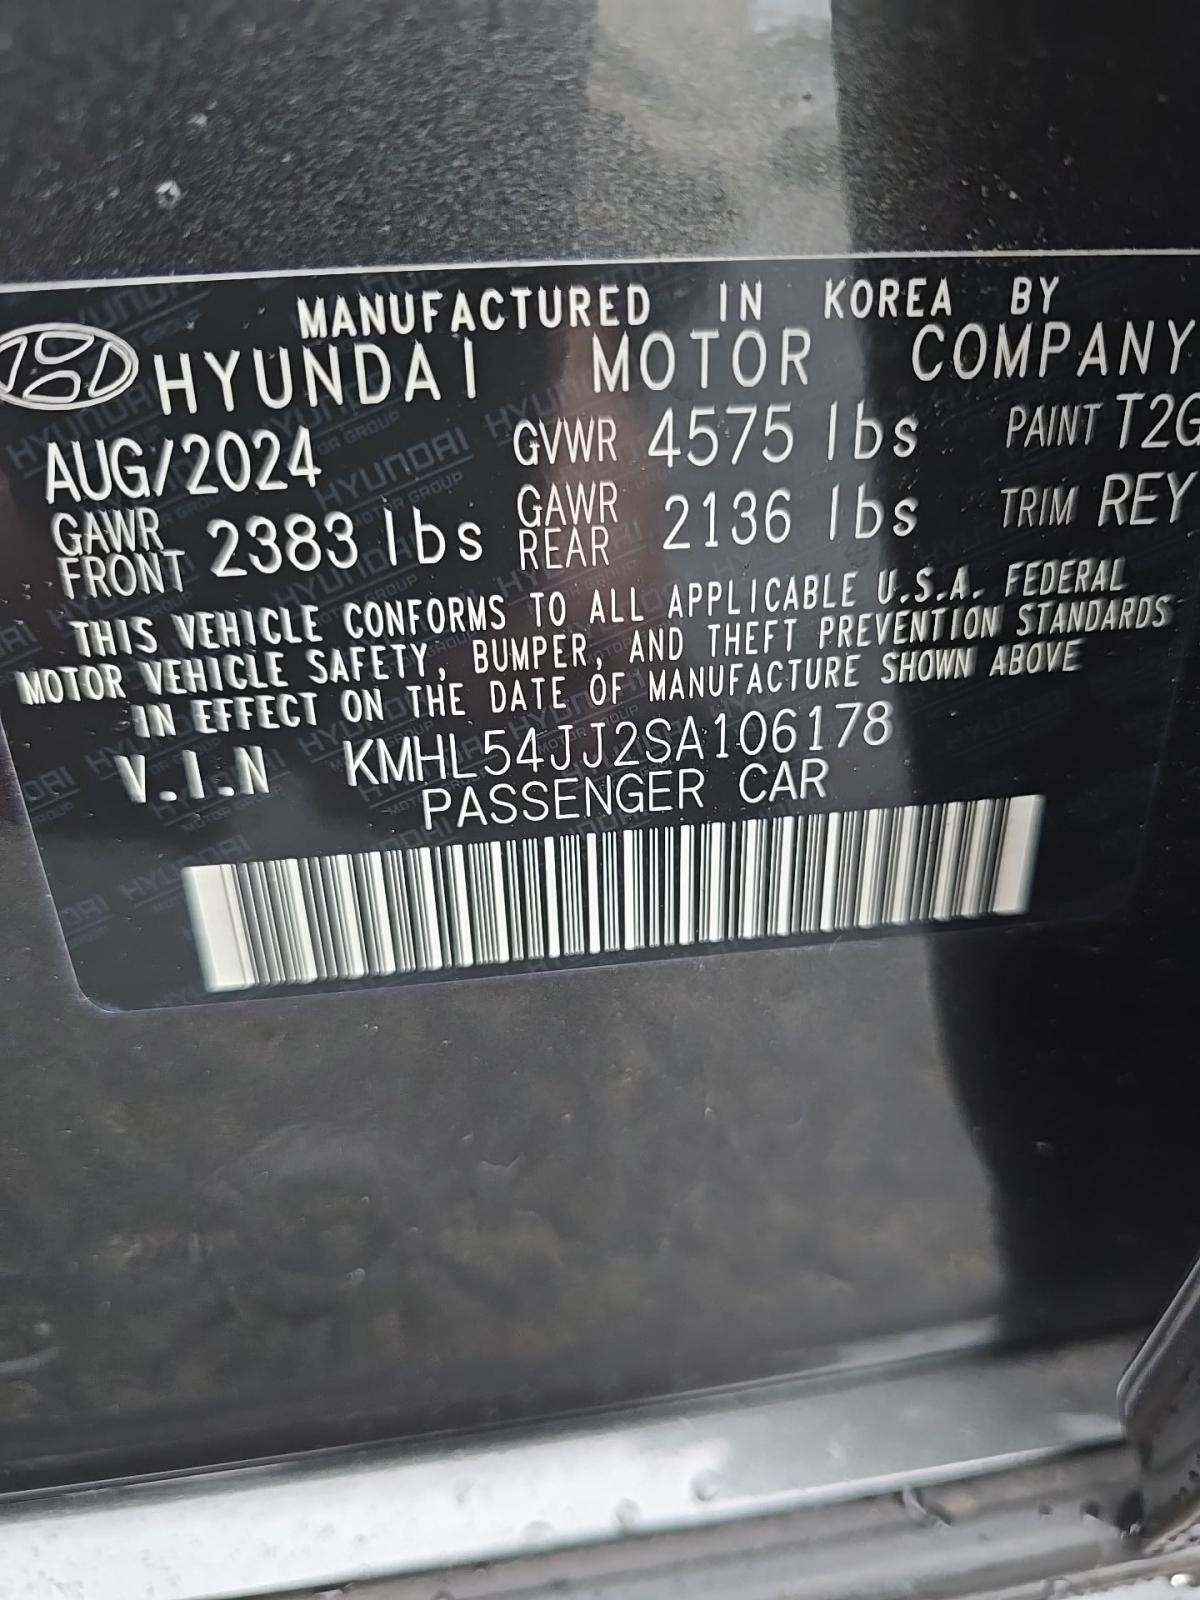 MANUFACTURED IN KOREA BY
HYUNDAI MOTOR COMPANY
AUG/2024 GVWR 4575 lbs PAINT T2G
GAWR FRONT 2383 lbs GAWR REAR 2136 lbs TRIM REY
THIS VEHICLE CONFORMS TO ALL APPLICABLE U.S.A. FEDERAL
MOTOR VEHICLE SAFETY, BUMPER, AND THEFT PREVENTION STANDARDS
IN EFFECT ON THE DATE OF MANUFACTURE SHOWN ABOVE
V.I.N KMHL54JJ2SA106178
PASSENGER CAR